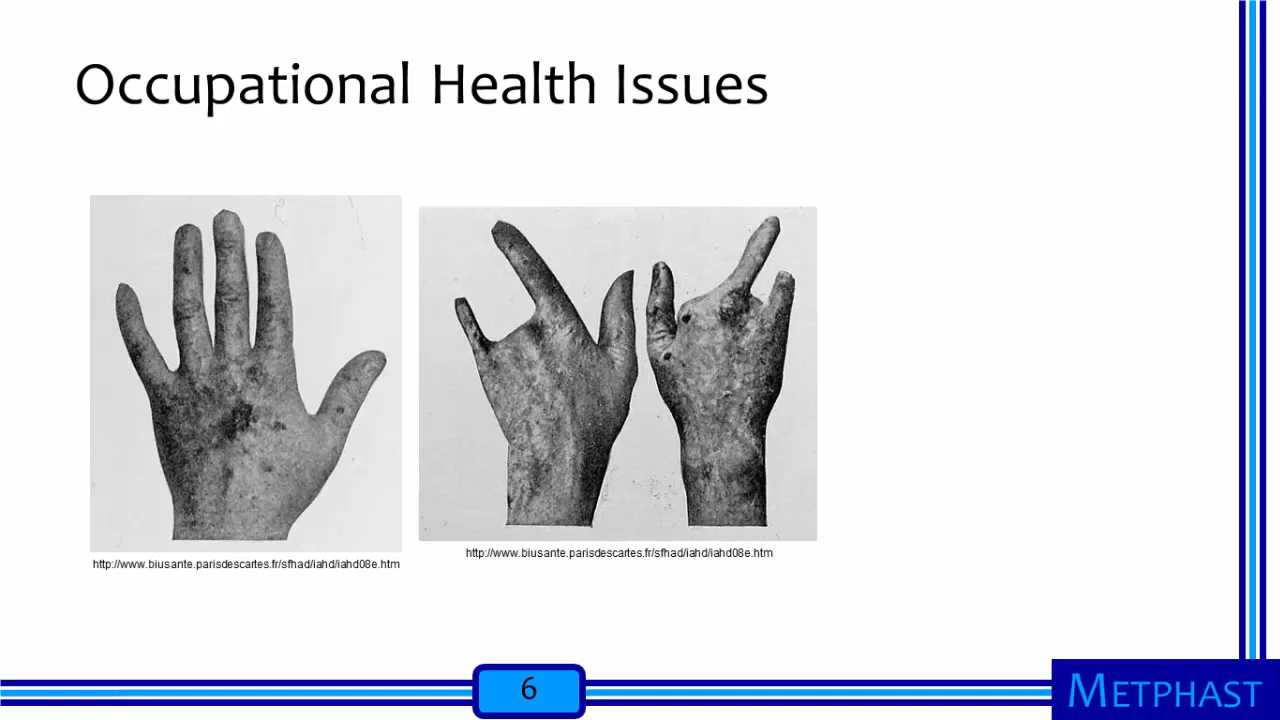 Occupational Health Issues
http://www.biusante.parisdescartes.fr/sfhad/iahd/iahd08e.htm
http://www.biusante.parisdescartes.fr/sfhad/iahd/iahd08e.htm
6
METPHAST